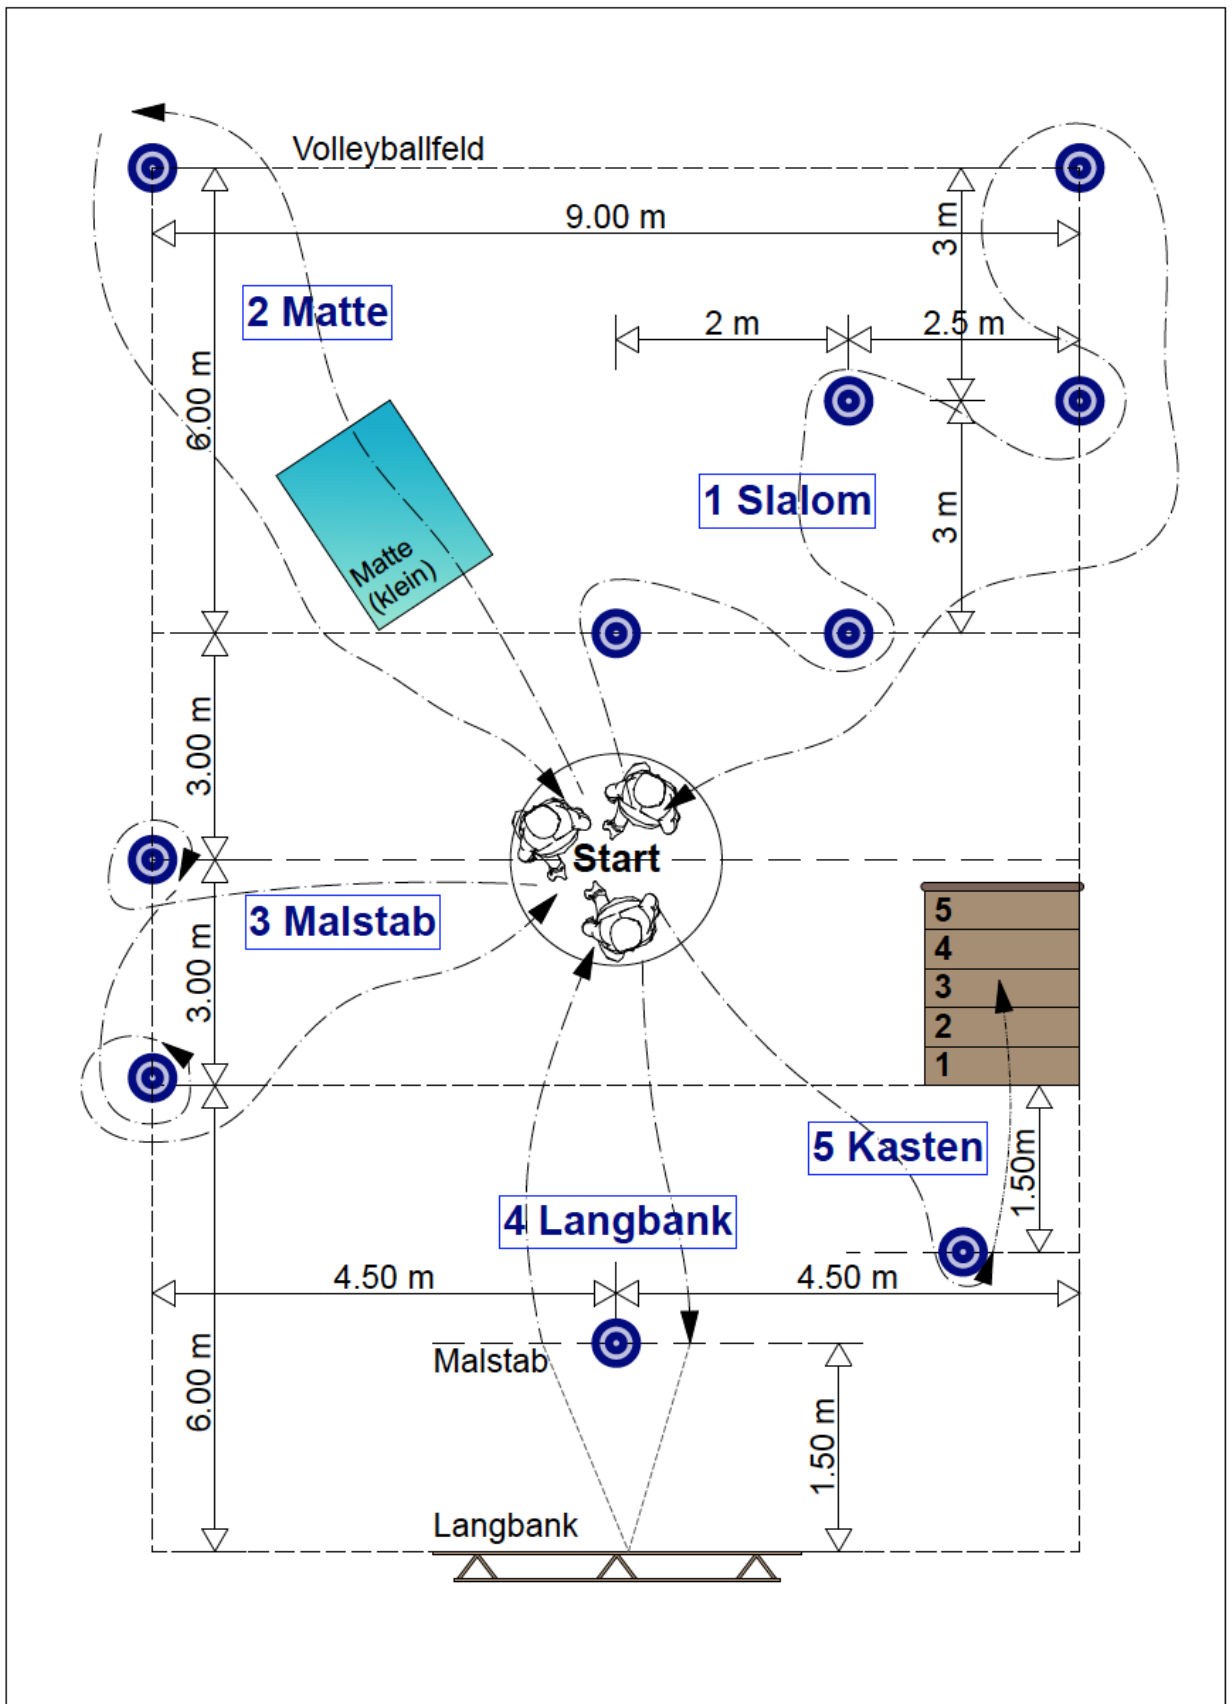 Volleyballfeld
9.00 m
3 m
2 Matte
2 m
2.5 m
6.00 m
1 Slalom
3 m
Matte
(klein)
3.00 m
Start
3 Malstab
5
4
3
2
1
3.00 m
5 Kasten
1.50m
4 Langbank
4.50 m
4.50 m
Malstab
6.00 m
1.50 m
Langbank